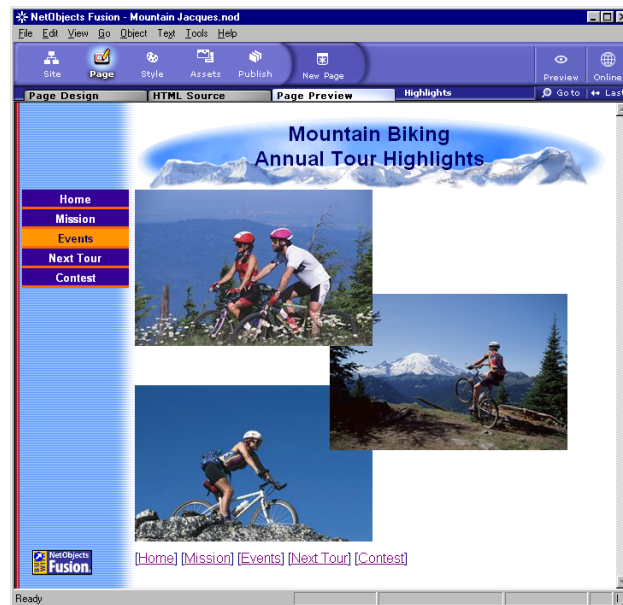 NetObjects Fusion - Mountain Jacques.nod
File Edit View Go Object Text Tools Help
Site Page Style Assets Publish New Page Preview Online
Page Design HTML Source Page Preview Highlights Go to Last
Mountain Biking
Annual Tour Highlights
Home
Mission
Events
Next Tour
Contest
NetObjects
Fusion.
[Home] [Mission] [Events] [Next Tour] [Contest]
Ready